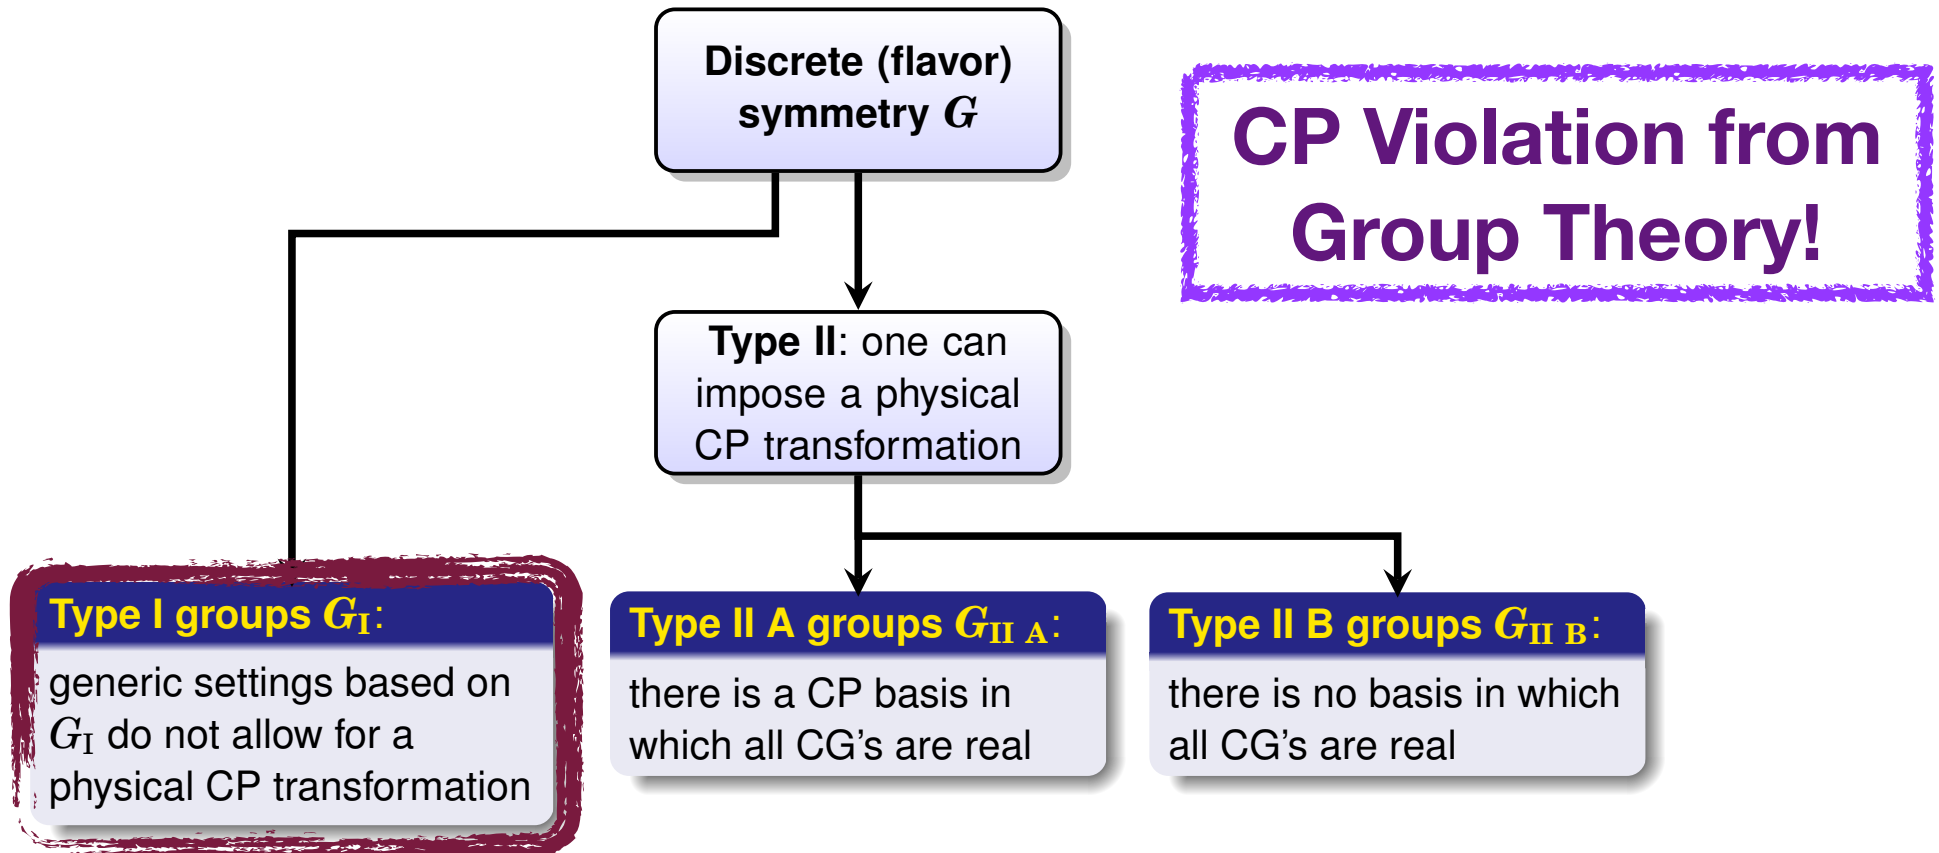 Discrete (flavor)
symmetry G
CP Violation from
Group Theory!
Type II: one can
impose a physical
CP transformation
Type I groups G_I:
generic settings based on
G_I do not allow for a
physical CP transformation
Type II A groups G_II A:
there is a CP basis in
which all CG's are real
Type II B groups G_II B:
there is no basis in which
all CG's are real